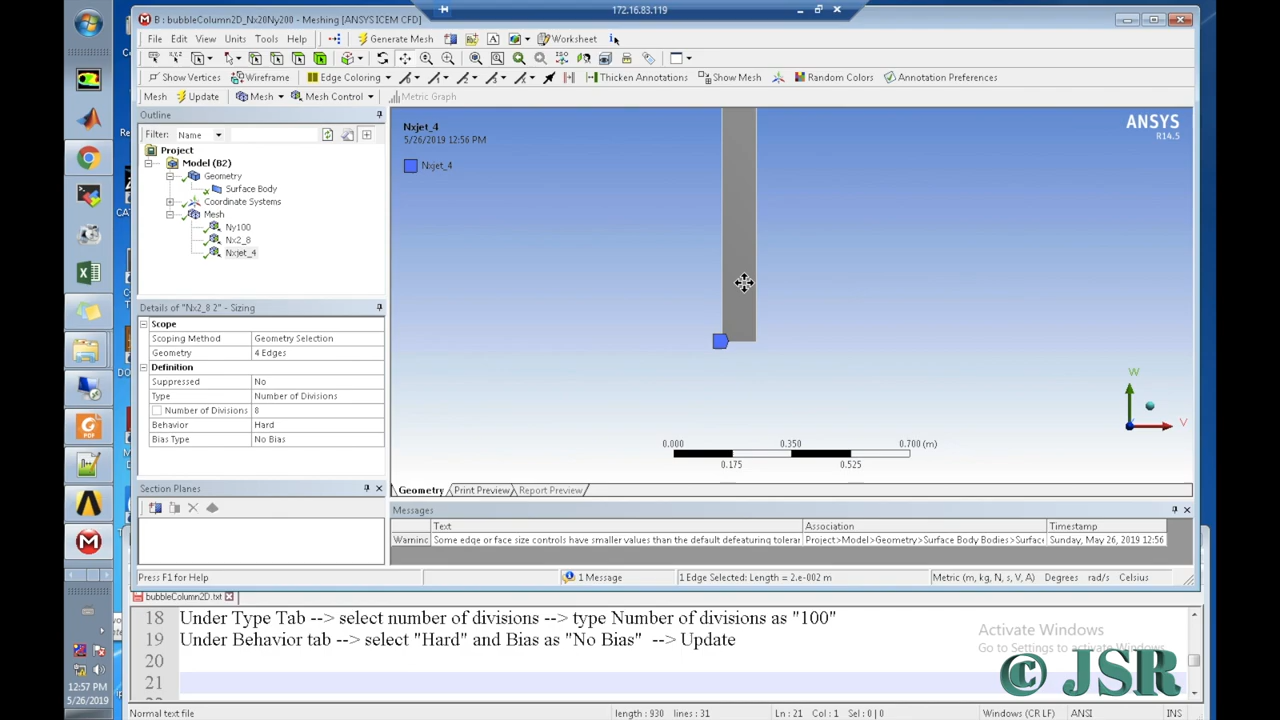 172.16.83.119
B : bubbleColumn2D_Nx20Ny200 - Meshing [ANSYS ICEM CFD]
File Edit View Units Tools Help Generate Mesh Worksheet
Show Vertices Wireframe Edge Coloring Thicken Annotations Show Mesh Random Colors Annotation Preferences
Mesh Update Mesh Mesh Control Metric Graph
Outline
Filter: Name
Project
Model (B2)
Geometry
Surface Body
Coordinate Systems
Mesh
Ny100
Nx2_8
Nxjet_4
Details of "Nx2_8 2" - Sizing
Scope
Scoping Method Geometry Selection
Geometry 4 Edges
Definition
Suppressed No
Type Number of Divisions
Number of Divisions 8
Behavior Hard
Bias Type No Bias
Section Planes
Nxjet_4
5/26/2019 12:56 PM
Nxjet_4
ANSYS
R14.5
W
V
0.000 0.350 0.700 (m)
0.175 0.525
Geometry Print Preview Report Preview
Messages
Text Association Timestamp
Warninc Some edge or face size controls have smaller values than the default defeaturing tolerar Project>Model>Geometry>Surface Body Bodies>Surfac Sunday, May 26, 2019 12:56
Press F1 for Help 1 Message 1 Edge Selected: Length = 2.e-002 m Metric (m, kg, N, s, V, A) Degrees rad/s Celsius
bubbleColumn2D.txt
18 Under Type Tab --> select number of divisions --> type Number of divisions as "100"
19 Under Behavior tab --> select "Hard" and Bias as "No Bias" --> Update
20
21
Activate Windows
Go to Settings to activate Windows.
© JSR
12:57 PM
5/26/2019
Normal text file length : 930 lines : 31 Ln : 21 Col : 1 Sel : 0 | 0 Windows (CR LF) ANSI INS